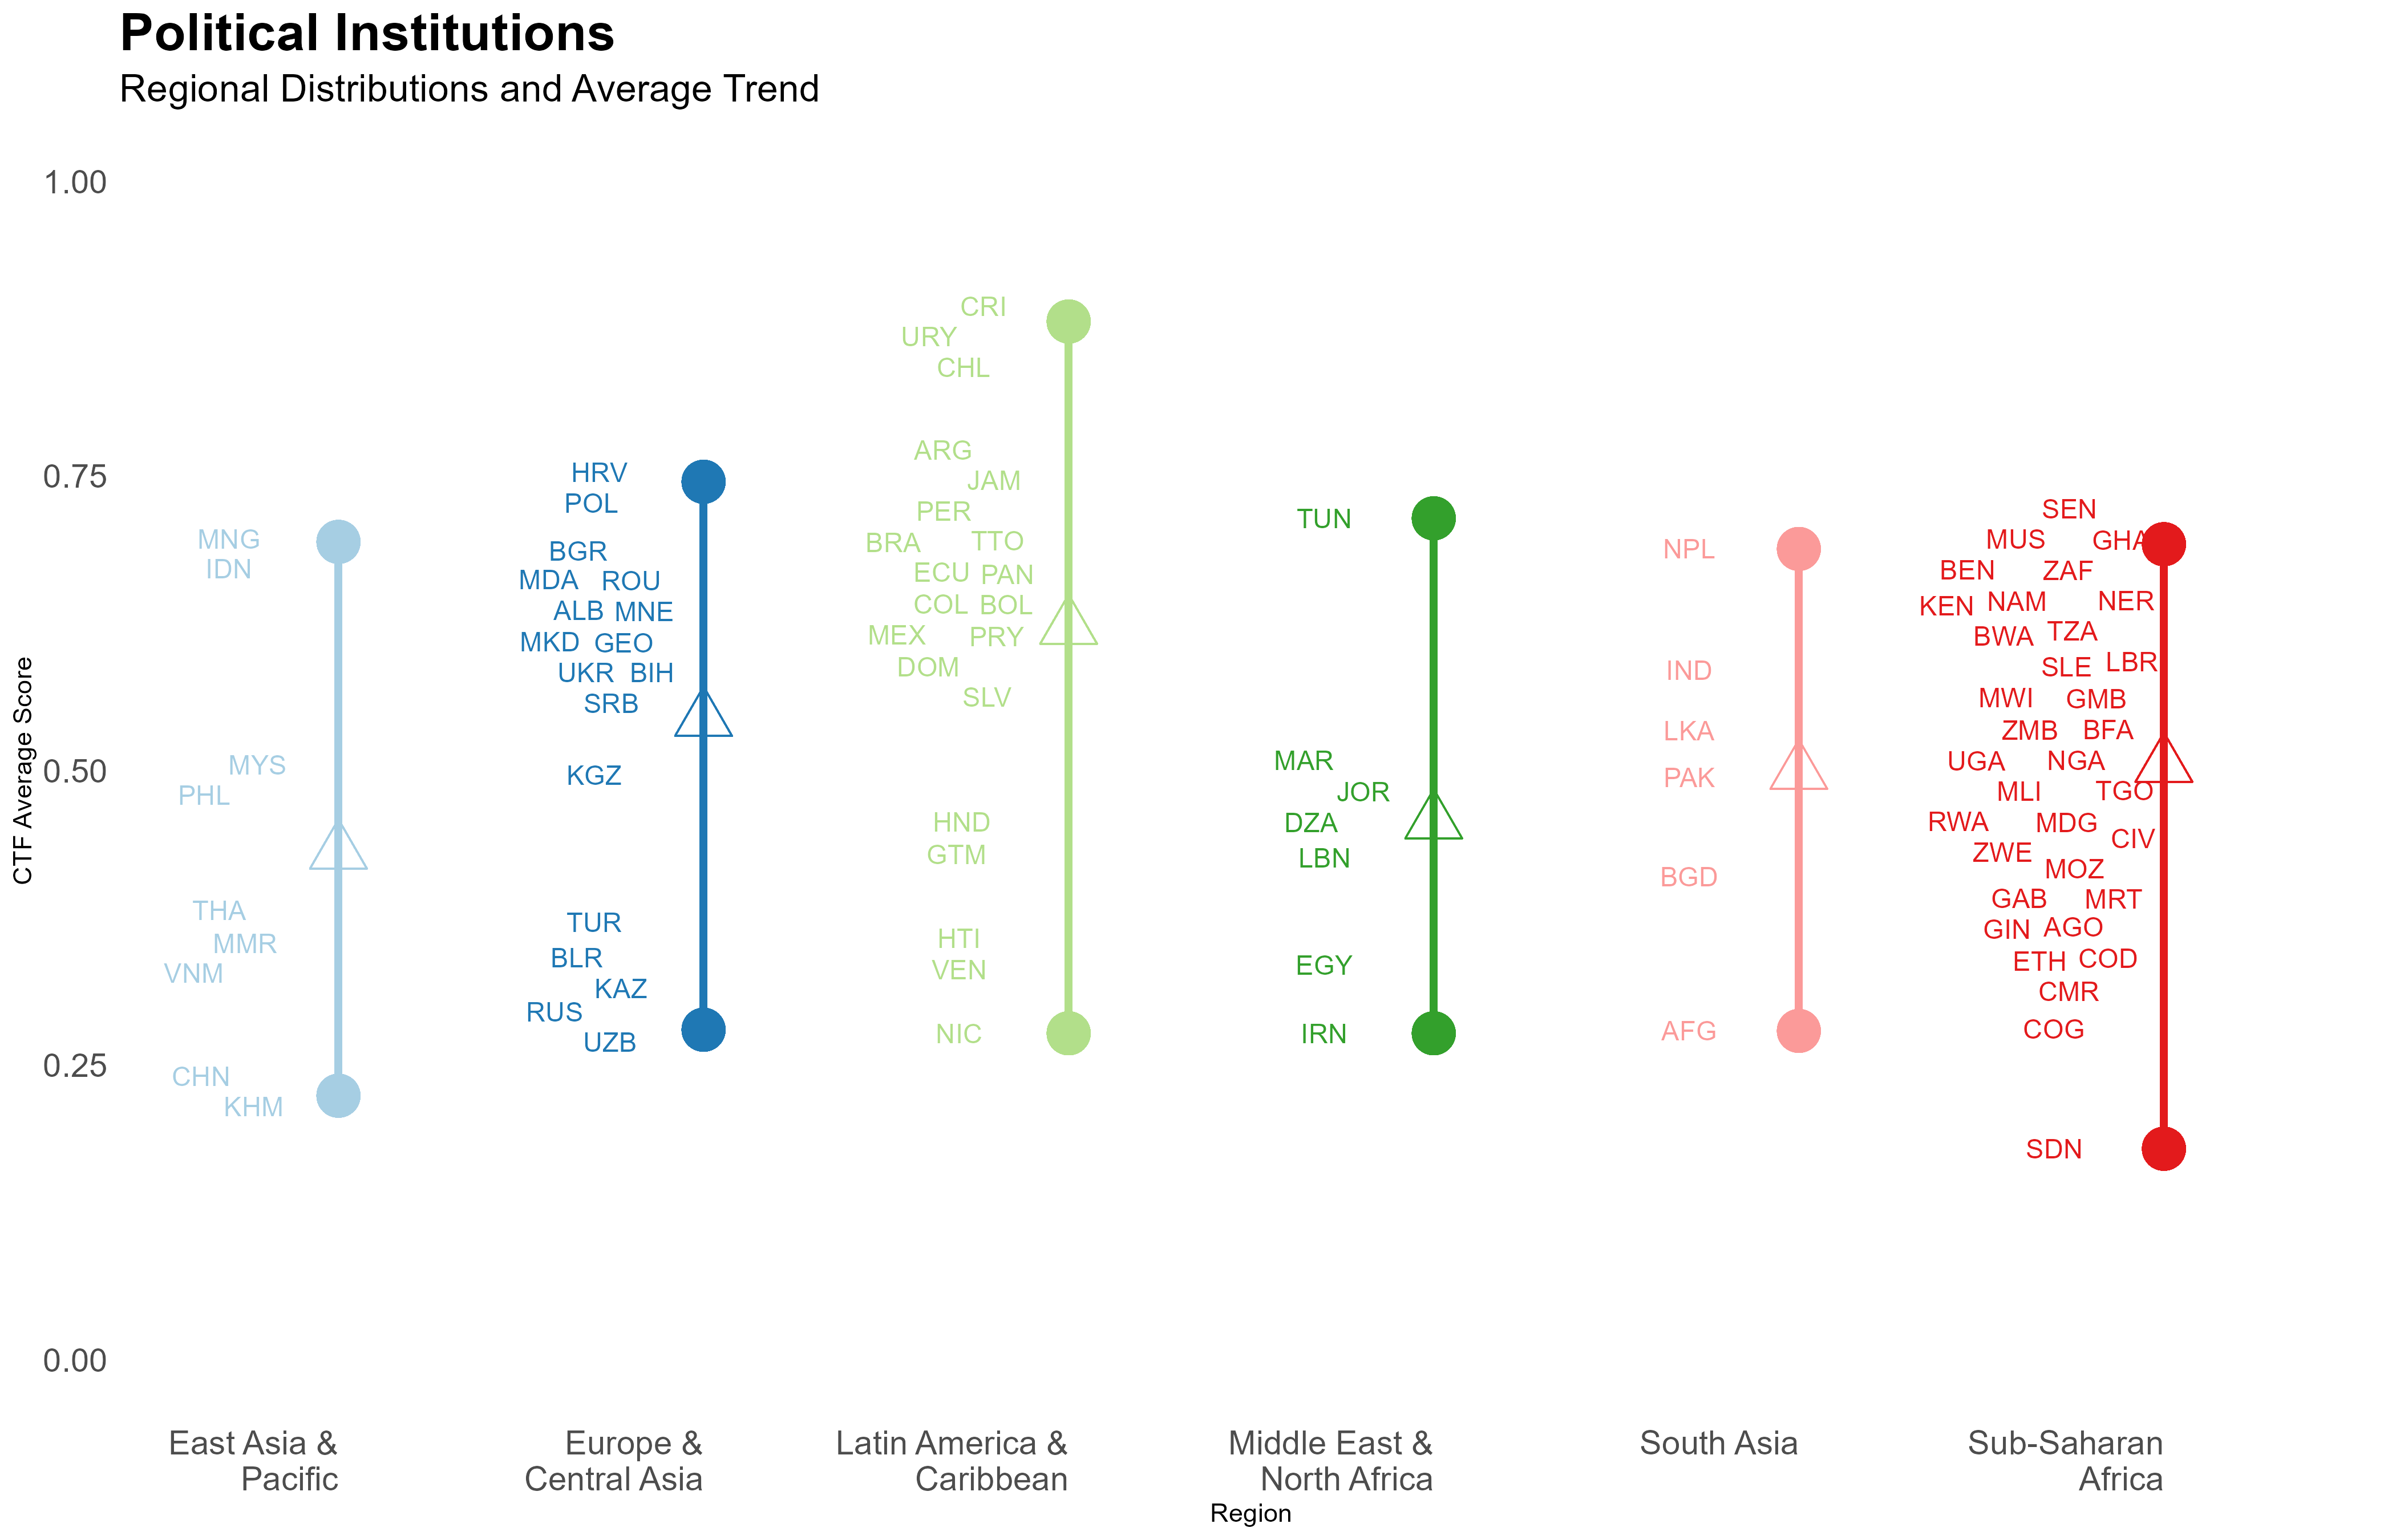 Political Institutions
Regional Distributions and Average Trend
CTF Average Score
1.00
0.75
0.50
0.25
0.00
MNG
IDN
MYS
PHL
THA
MMR
VNM
CHN
KHM
HRV
POL
BGR
MDA ROU
ALB MNE
MKD GEO
UKR BIH
SRB
KGZ
TUR
BLR
KAZ
RUS
UZB
CRI
URY
CHL
ARG
JAM
PER
BRA TTO
ECU PAN
COL BOL
MEX PRY
DOM
SLV
HND
GTM
HTI
VEN
NIC
TUN
MAR
JOR
DZA
LBN
EGY
IRN
NPL
IND
LKA
PAK
BGD
AFG
SEN
MUS GHA
BEN ZAF
KEN NAM NER
BWA TZA
SLE LBR
MWI GMB
ZMB BFA
UGA NGA
MLI TGO
RWA MDG CIV
ZWE MOZ
GAB MRT
GIN AGO
ETH COD
CMR
COG
SDN
East Asia &
Pacific
Europe &
Central Asia
Latin America &
Caribbean
Middle East &
North Africa
South Asia
Sub-Saharan
Africa
Region